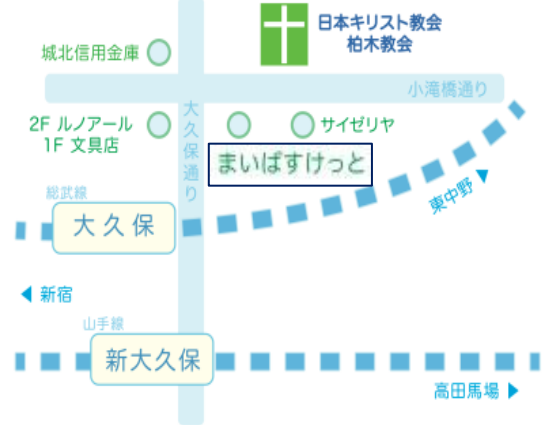 日本キリスト教会
柏木教会
城北信用金庫
小滝橋通り
2F ルノアール
1F 文具店
大久保通り
サイゼリヤ
まいばすけっと
東中野▼
総武線
大久保
◀ 新宿
山手線
新大久保
高田馬場 ▶